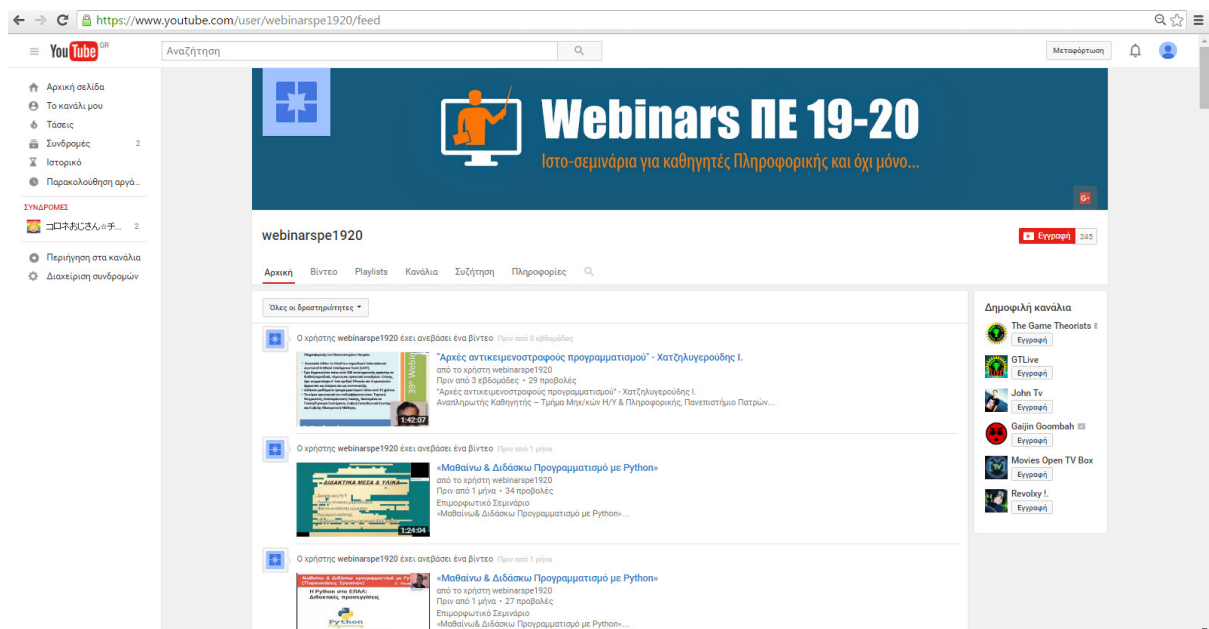 https://www.youtube.com/user/webinarspe1920/feed
YouTube GR
Αναζήτηση
Μεταφόρτωση
Αρχική σελίδα
Το κανάλι μου
Τάσεις
Συνδρομές 2
Ιστορικό
Παρακολούθηση αργό...
ΣΥΝΔΡΟΜΕΣ
コロネおじさん☆チ... 2
Περιήγηση στα κανάλια
Διαχείριση συνδρομών
Webinars ΠΕ 19-20
Ιστο-σεμινάρια για καθηγητές Πληροφορικής και όχι μόνο...
G+
webinarspe1920
Εγγραφή 245
Αρχική Βίντεο Playlists Κανάλια Συζήτηση Πληροφορίες
Όλες οι δραστηριότητες
Ο χρήστης webinarspe1920 έχει ανεβάσει ένα βίντεο Πριν από 3 εβδομάδες
39ο Webin
1:42:07
"Αρχές αντικειμενοστραφούς προγραμματισμού" - Χατζηλυγερούδης Ι.
από το χρήστη webinarspe1920
Πριν από 3 εβδομάδες • 29 προβολές
"Αρχές αντικειμενοστραφούς προγραμματισμού" - Χατζηλυγερούδης Ι.
Αναπληρωτής Καθηγητής – Τμήμα Μηχ/κών Η/Υ & Πληροφορικής, Πανεπιστήμιο Πατρών...
Ο χρήστης webinarspe1920 έχει ανεβάσει ένα βίντεο Πριν από 1 μήνα
ΔΙΔΑΚΤΙΚΑ ΜΕΣΑ & ΥΛΙΚΑ
1:24:04
«Μαθαίνω & Διδάσκω Προγραμματισμό με Python»
από το χρήστη webinarspe1920
Πριν από 1 μήνα • 34 προβολές
Επιμορφωτικό Σεμινάριο
«Μαθαίνω& Διδάσκω Προγραμματισμό με Python»...
Ο χρήστης webinarspe1920 έχει ανεβάσει ένα βίντεο Πριν από 1 μήνα
Η Python στο ΕΠΑΛ:
Διδακτικές προσεγγίσεις
Python
«Μαθαίνω & Διδάσκω Προγραμματισμό με Python»
από το χρήστη webinarspe1920
Πριν από 1 μήνα • 27 προβολές
Επιμορφωτικό Σεμινάριο
«Μαθαίνω& Διδάσκω Προγραμματισμό με Python»...
Δημοφιλή κανάλια
The Game Theorists
Εγγραφή
GTLive
Εγγραφή
John Tv
Εγγραφή
Gaijin Goombah
Εγγραφή
Movies Open TV Box
Εγγραφή
Revolxy !.
Εγγραφή